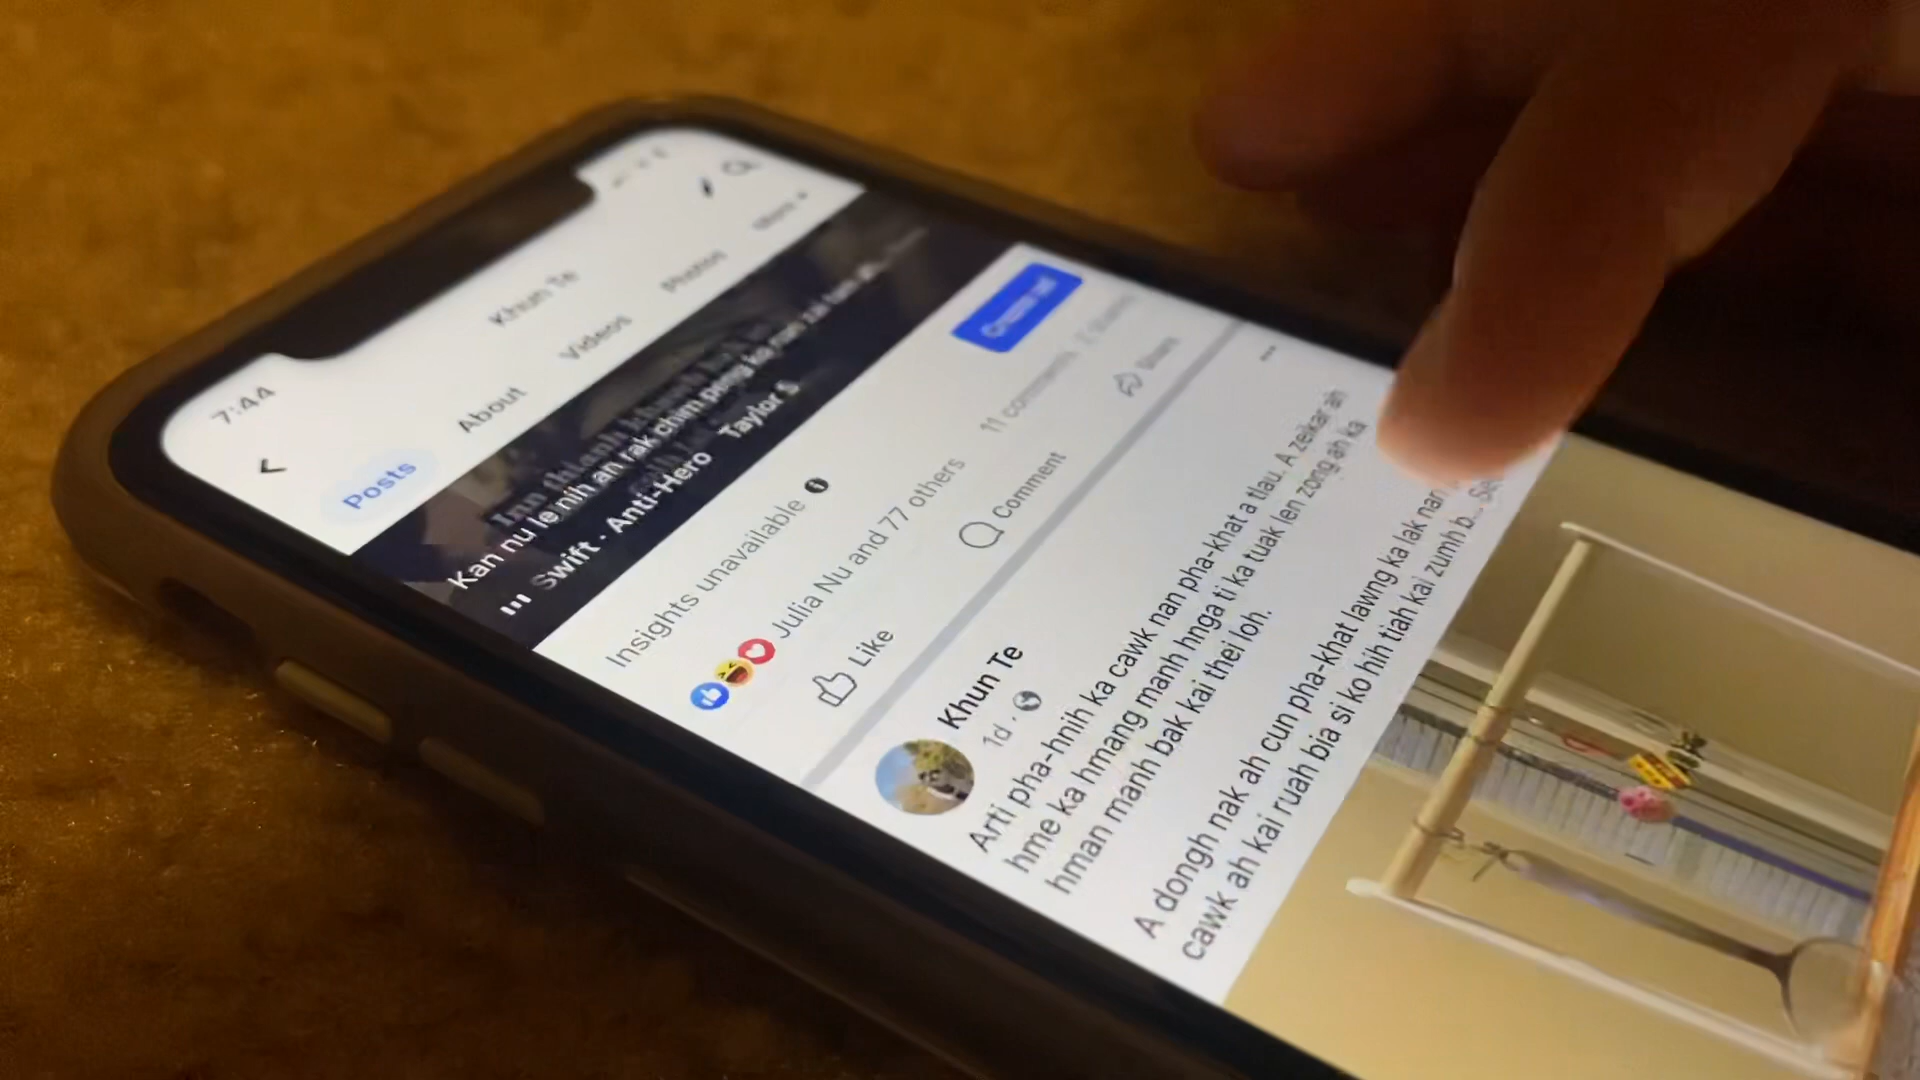 7:44
Khun Te
Posts
About
Videos
Photos
More
Kan nu le nih an rak chim peng ka nun zai
Swift · Anti-Hero Taylor S
Insights unavailable
Julia Nu and 77 others
11 comments
Like
Comment
Share
Khun Te
1d
Arti pha-hnih ka cawk nan pha-khat a tlau. A zeikar ah
hme ka hmang manh hnga ti ka tuak len zong ah ka
hman manh bak kai thei loh.
A dongh nak ah cun pha-khat lawng ka lak nan
cawk ah kai ruah bia si ko hih tiah kai zumh b...